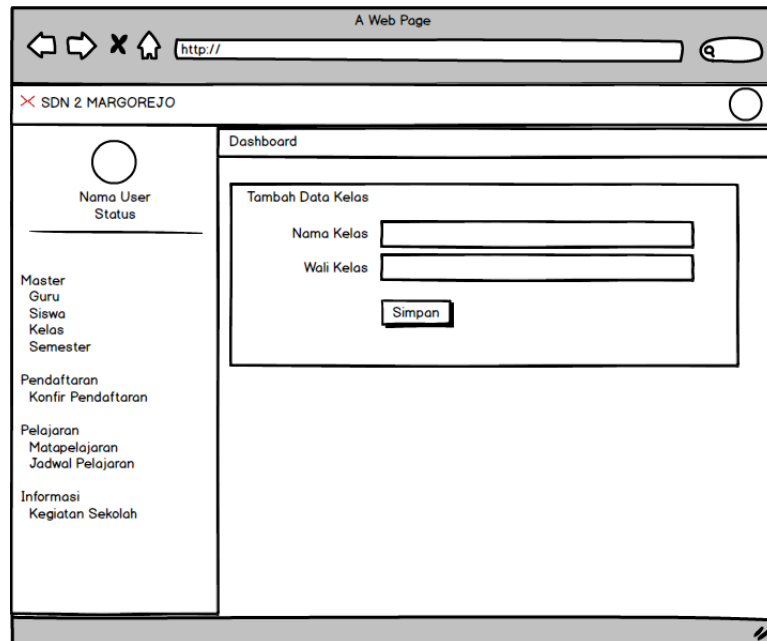 A Web Page
http://
SDN 2 MARGOREJO
Nama User
Status
Master
Guru
Siswa
Kelas
Semester
Pendaftaran
Konfir Pendaftaran
Pelajaran
Matapelajaran
Jadwal Pelajaran
Informasi
Kegiatan Sekolah
Dashboard
Tambah Data Kelas
Nama Kelas
Wali Kelas
Simpan